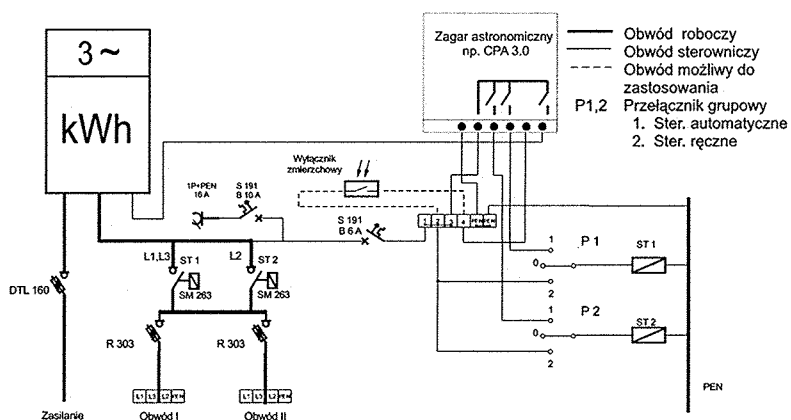 3 ~
kWh
Zagar astronomiczny
np. CPA 3.0
Obwód roboczy
Obwód sterowniczy
Obwód możliwy do
zastosowania
P1,2 Przełącznik grupowy
1. Ster. automatyczne
2. Ster. ręczne
Wyłącznik
zmierzchowy
1P+PEN
16 A
S 191
B 10 A
S 191
B 6 A
1 2 3 4 PEN PEN
L1,L3
ST 1
SM 263
L2
ST 2
SM 263
DTL 160
R 303
R 303
1
0
2
P 1
ST 1
1
0
2
P 2
ST 2
PEN
L1 L3 L2 PEN
L1 L3 L2 PEN
Zasilanie
Obwód I
Obwód II